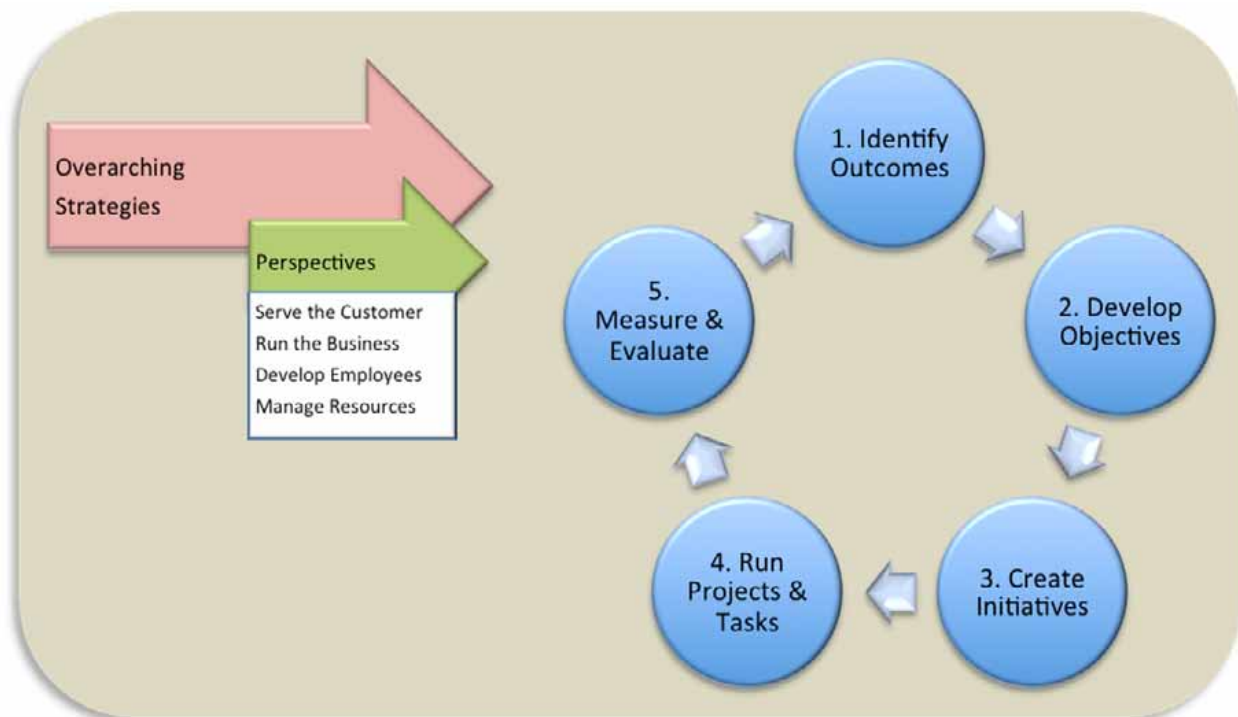 Overarching
Strategies
Perspectives
Serve the Customer
Run the Business
Develop Employees
Manage Resources
1. Identify
Outcomes
2. Develop
Objectives
3. Create
Initiatives
4. Run
Projects &
Tasks
5.
Measure &
Evaluate